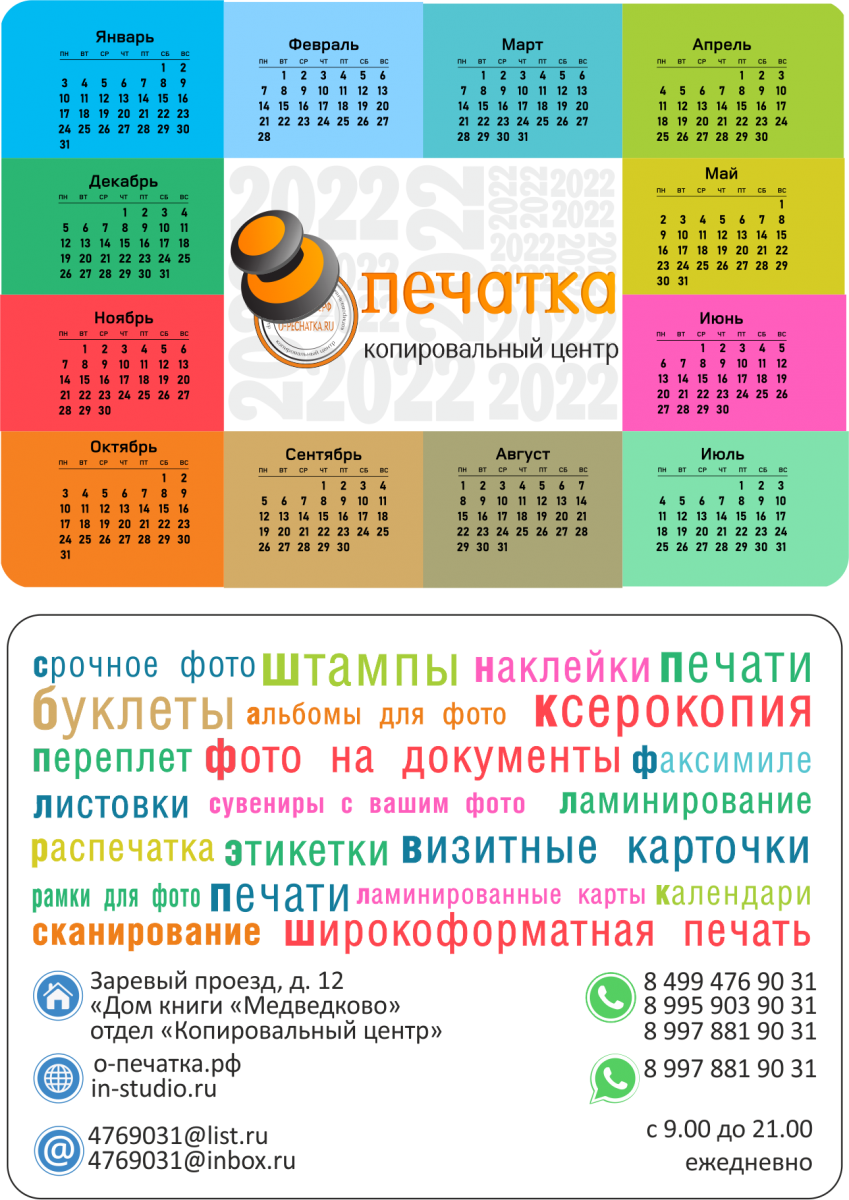 Январь
ПН ВТ СР ЧТ ПТ СБ ВС
1 2
3 4 5 6 7 8 9
10 11 12 13 14 15 16
17 18 19 20 21 22 23
24 25 26 27 28 29 30
31
Февраль
ПН ВТ СР ЧТ ПТ СБ ВС
1 2 3 4 5 6
7 8 9 10 11 12 13
14 15 16 17 18 19 20
21 22 23 24 25 26 27
28
Март
ПН ВТ СР ЧТ ПТ СБ ВС
1 2 3 4 5 6
7 8 9 10 11 12 13
14 15 16 17 18 19 20
21 22 23 24 25 26 27
28 29 30 31
Апрель
ПН ВТ СР ЧТ ПТ СБ ВС
1 2 3
4 5 6 7 8 9 10
11 12 13 14 15 16 17
18 19 20 21 22 23 24
25 26 27 28 29 30
Декабрь
ПН ВТ СР ЧТ ПТ СБ ВС
1 2 3 4
5 6 7 8 9 10 11
12 13 14 15 16 17 18
19 20 21 22 23 24 25
26 27 28 29 30 31
2022 2022 2022 2022 2022
2022 2022 2022 2022
Май
ПН ВТ СР ЧТ ПТ СБ ВС
1
2 3 4 5 6 7 8
9 10 11 12 13 14 15
16 17 18 19 20 21 22
23 24 25 26 27 28 29
30 31
печатка
O-PECHATKA.RU
копировальный центр
копировальный центр
2022 2022 2022
Ноябрь
ПН ВТ СР ЧТ ПТ СБ ВС
1 2 3 4 5 6
7 8 9 10 11 12 13
14 15 16 17 18 19 20
21 22 23 24 25 26 27
28 29 30
Июнь
ПН ВТ СР ЧТ ПТ СБ ВС
1 2 3 4 5
6 7 8 9 10 11 12
13 14 15 16 17 18 19
20 21 22 23 24 25 26
27 28 29 30
Октябрь
ПН ВТ СР ЧТ ПТ СБ ВС
1 2
3 4 5 6 7 8 9
10 11 12 13 14 15 16
17 18 19 20 21 22 23
24 25 26 27 28 29 30
31
Сентябрь
ПН ВТ СР ЧТ ПТ СБ ВС
1 2 3 4
5 6 7 8 9 10 11
12 13 14 15 16 17 18
19 20 21 22 23 24 25
26 27 28 29 30
Август
ПН ВТ СР ЧТ ПТ СБ ВС
1 2 3 4 5 6 7
8 9 10 11 12 13 14
15 16 17 18 19 20 21
22 23 24 25 26 27 28
29 30 31
Июль
ПН ВТ СР ЧТ ПТ СБ ВС
1 2 3
4 5 6 7 8 9 10
11 12 13 14 15 16 17
18 19 20 21 22 23 24
25 26 27 28 29 30 31
срочное фото штампы наклейки печати
буклеты альбомы для фото ксерокопия
переплет фото на документы факсимиле
листовки сувениры с вашим фото ламинирование
распечатка этикетки визитные карточки
рамки для фото печати ламинированные карты календари
сканирование широкоформатная печать
Заревый проезд, д. 12
«Дом книги «Медведково»
отдел «Копировальный центр»
о-печатка.рф
in-studio.ru
4769031@list.ru
4769031@inbox.ru
8 499 476 90 31
8 995 903 90 31
8 997 881 90 31
8 997 881 90 31
с 9.00 до 21.00
ежедневно